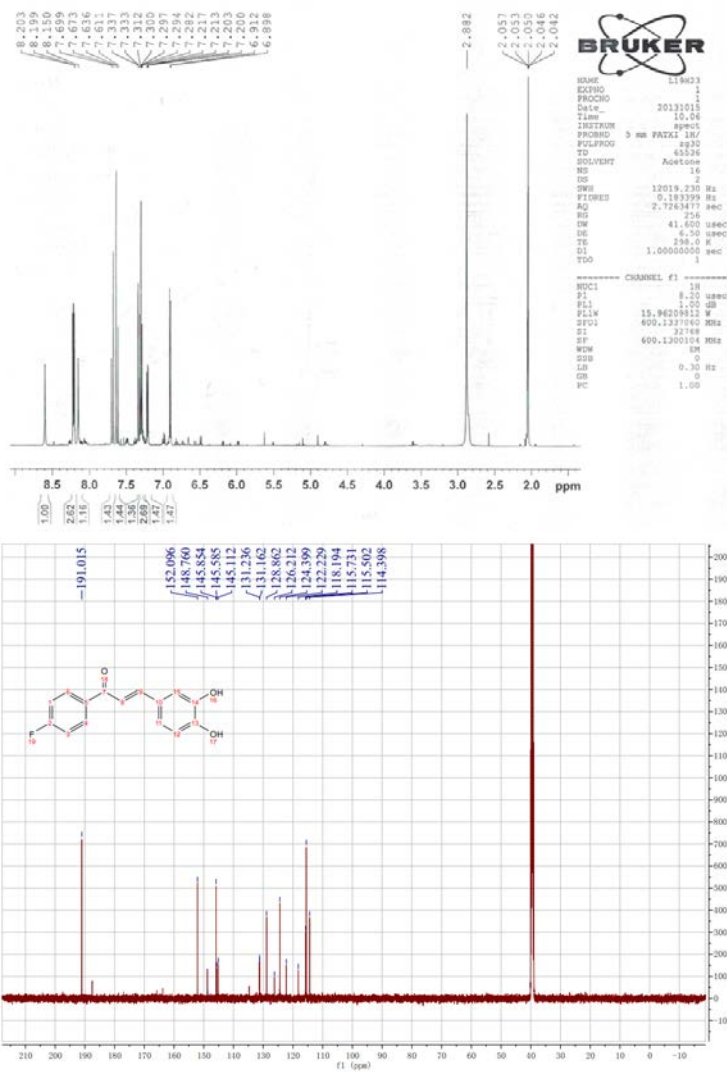 8.203
8.199
8.150
7.699
7.673
7.636
7.611
7.337
7.333
7.312
7.300
7.297
7.294
7.282
7.217
7.213
7.203
7.200
6.912
6.898
2.882
2.057
2.053
2.050
2.046
2.042
BRUKER
NAME L19H23
EXPNO 1
PROCNO 1
Date_ 20131015
Time 10.06
INSTRUM spect
PROBHD 5 mm PATXI 1H/
PULPROG zg30
TD 65536
SOLVENT Acetone
NS 16
DS 2
SWH 12019.230 Hz
FIDRES 0.183399 Hz
AQ 2.7263477 sec
RG 256
DW 41.600 usec
DE 6.50 usec
TE 298.0 K
D1 1.00000000 sec
TD0 1
======== CHANNEL f1 ========
NUC1 1H
P1 8.20 usec
PL1 1.00 dB
PL1W 15.96209812 W
SFO1 600.1337060 MHz
SI 32768
SF 600.1300104 MHz
WDW EM
SSB 0
LB 0.30 Hz
GB 0
PC 1.00
8.5 8.0 7.5 7.0 6.5 6.0 5.5 5.0 4.5 4.0 3.5 3.0 2.5 2.0 ppm
1.00
2.62
1.16
1.43
1.44
1.36
2.69
1.47
1.47
191.015
152.096
148.760
145.854
145.585
145.112
131.236
131.162
128.862
126.212
124.399
122.229
118.194
115.731
115.502
114.398
O
F
OH
OH
200
190
180
170
160
150
140
130
120
110
100
900
800
700
600
500
400
300
200
100
0
-10
210 200 190 180 170 160 150 140 130 120 110 100 90 80 70 60 50 40 30 20 10 0 -10
f1 (ppm)